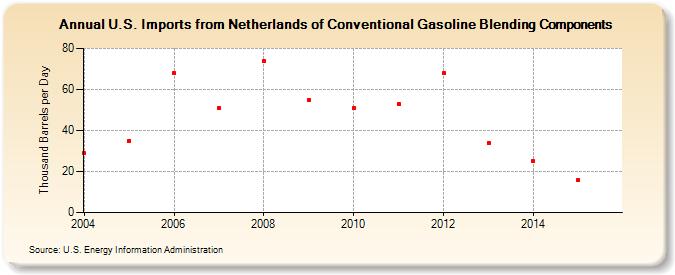 Annual U.S. Imports from Netherlands of Conventional Gasoline Blending Components
Thousand Barrels per Day
80
60
40
20
0
2004 2006 2008 2010 2012 2014
Source: U.S. Energy Information Administration